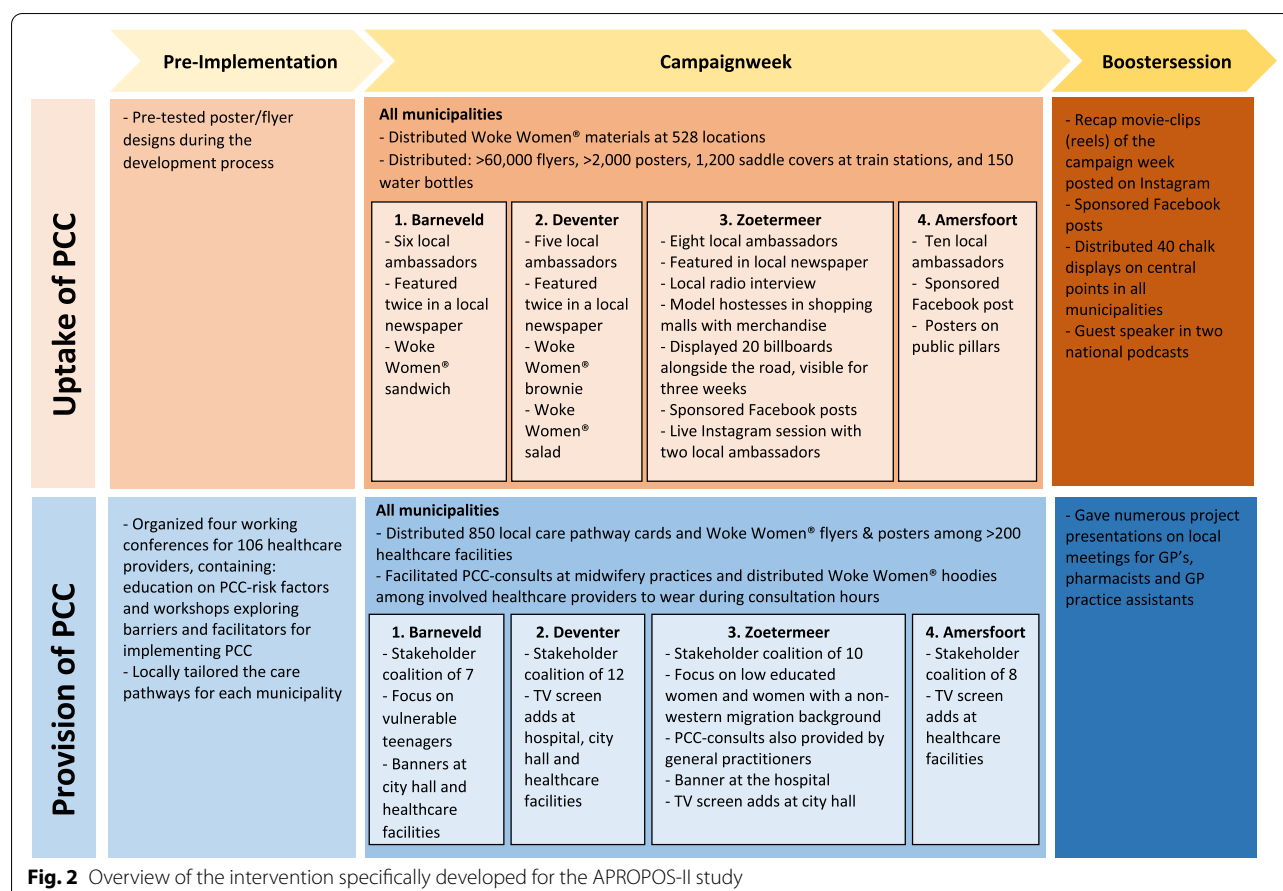 Pre-Implementation
Campaignweek
Boostersession
Uptake of PCC
- Pre-tested poster/flyer
designs during the
development process
All municipalities
- Distributed Woke Women® materials at 528 locations
- Distributed: >60,000 flyers, >2,000 posters, 1,200 saddle covers at train stations, and 150
water bottles
1. Barneveld
- Six local
ambassadors
- Featured
twice in a local
newspaper
- Woke
Women®
sandwich
2. Deventer
- Five local
ambassadors
- Featured
twice in a local
newspaper
- Woke
Women®
brownie
- Woke
Women®
salad
3. Zoetermeer
- Eight local ambassadors
- Featured in local newspaper
- Local radio interview
- Model hostesses in shopping
malls with merchandise
- Displayed 20 billboards
alongside the road, visible for
three weeks
- Sponsored Facebook posts
- Live Instagram session with
two local ambassadors
4. Amersfoort
- Ten local
ambassadors
- Sponsored
Facebook post
- Posters on
public pillars
- Recap movie-clips
(reels) of the
campaign week
posted on Instagram
- Sponsored Facebook
posts
- Distributed 40 chalk
displays on central
points in all
municipalities
- Guest speaker in two
national podcasts
Provision of PCC
- Organized four working
conferences for 106 healthcare
providers, containing:
education on PCC-risk factors
and workshops exploring
barriers and facilitators for
implementing PCC
- Locally tailored the care
pathways for each municipality
All municipalities
- Distributed 850 local care pathway cards and Woke Women® flyers & posters among >200
healthcare facilities
- Facilitated PCC-consults at midwifery practices and distributed Woke Women® hoodies
among involved healthcare providers to wear during consultation hours
1. Barneveld
- Stakeholder
coalition of 7
- Focus on
vulnerable
teenagers
- Banners at
city hall and
healthcare
facilities
2. Deventer
- Stakeholder
coalition of 12
- TV screen
adds at
hospital, city
hall and
healthcare
facilities
3. Zoetermeer
- Stakeholder coalition of 10
- Focus on low educated
women and women with a non-
western migration background
- PCC-consults also provided by
general practitioners
- Banner at the hospital
- TV screen adds at city hall
4. Amersfoort
- Stakeholder
coalition of 8
- TV screen
adds at
healthcare
facilities
- Gave numerous project
presentations on local
meetings for GP's,
pharmacists and GP
practice assistants
Fig. 2 Overview of the intervention specifically developed for the APROPOS-II study